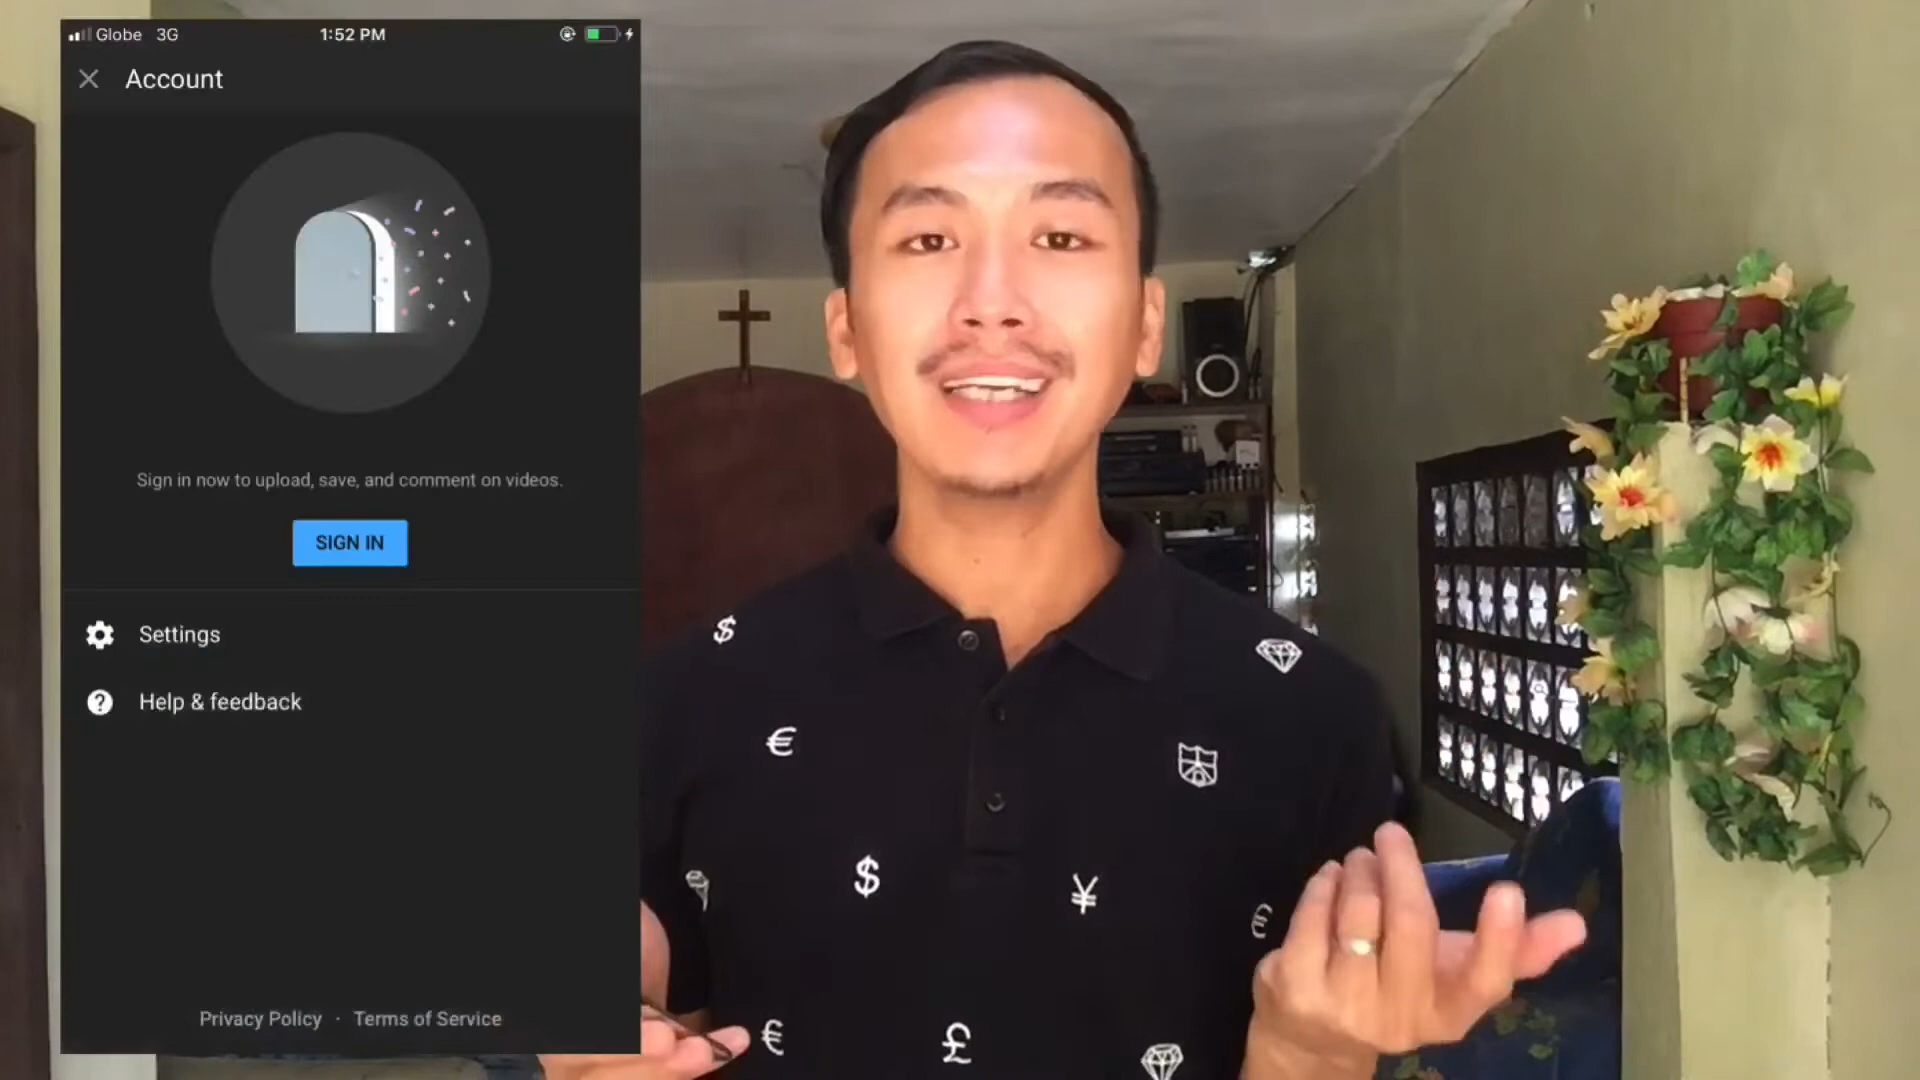 Globe 3G 1:52 PM
Account
Sign in now to upload, save, and comment on videos.
SIGN IN
Settings
Help & feedback
Privacy Policy · Terms of Service
$
€
$
¥
€
£